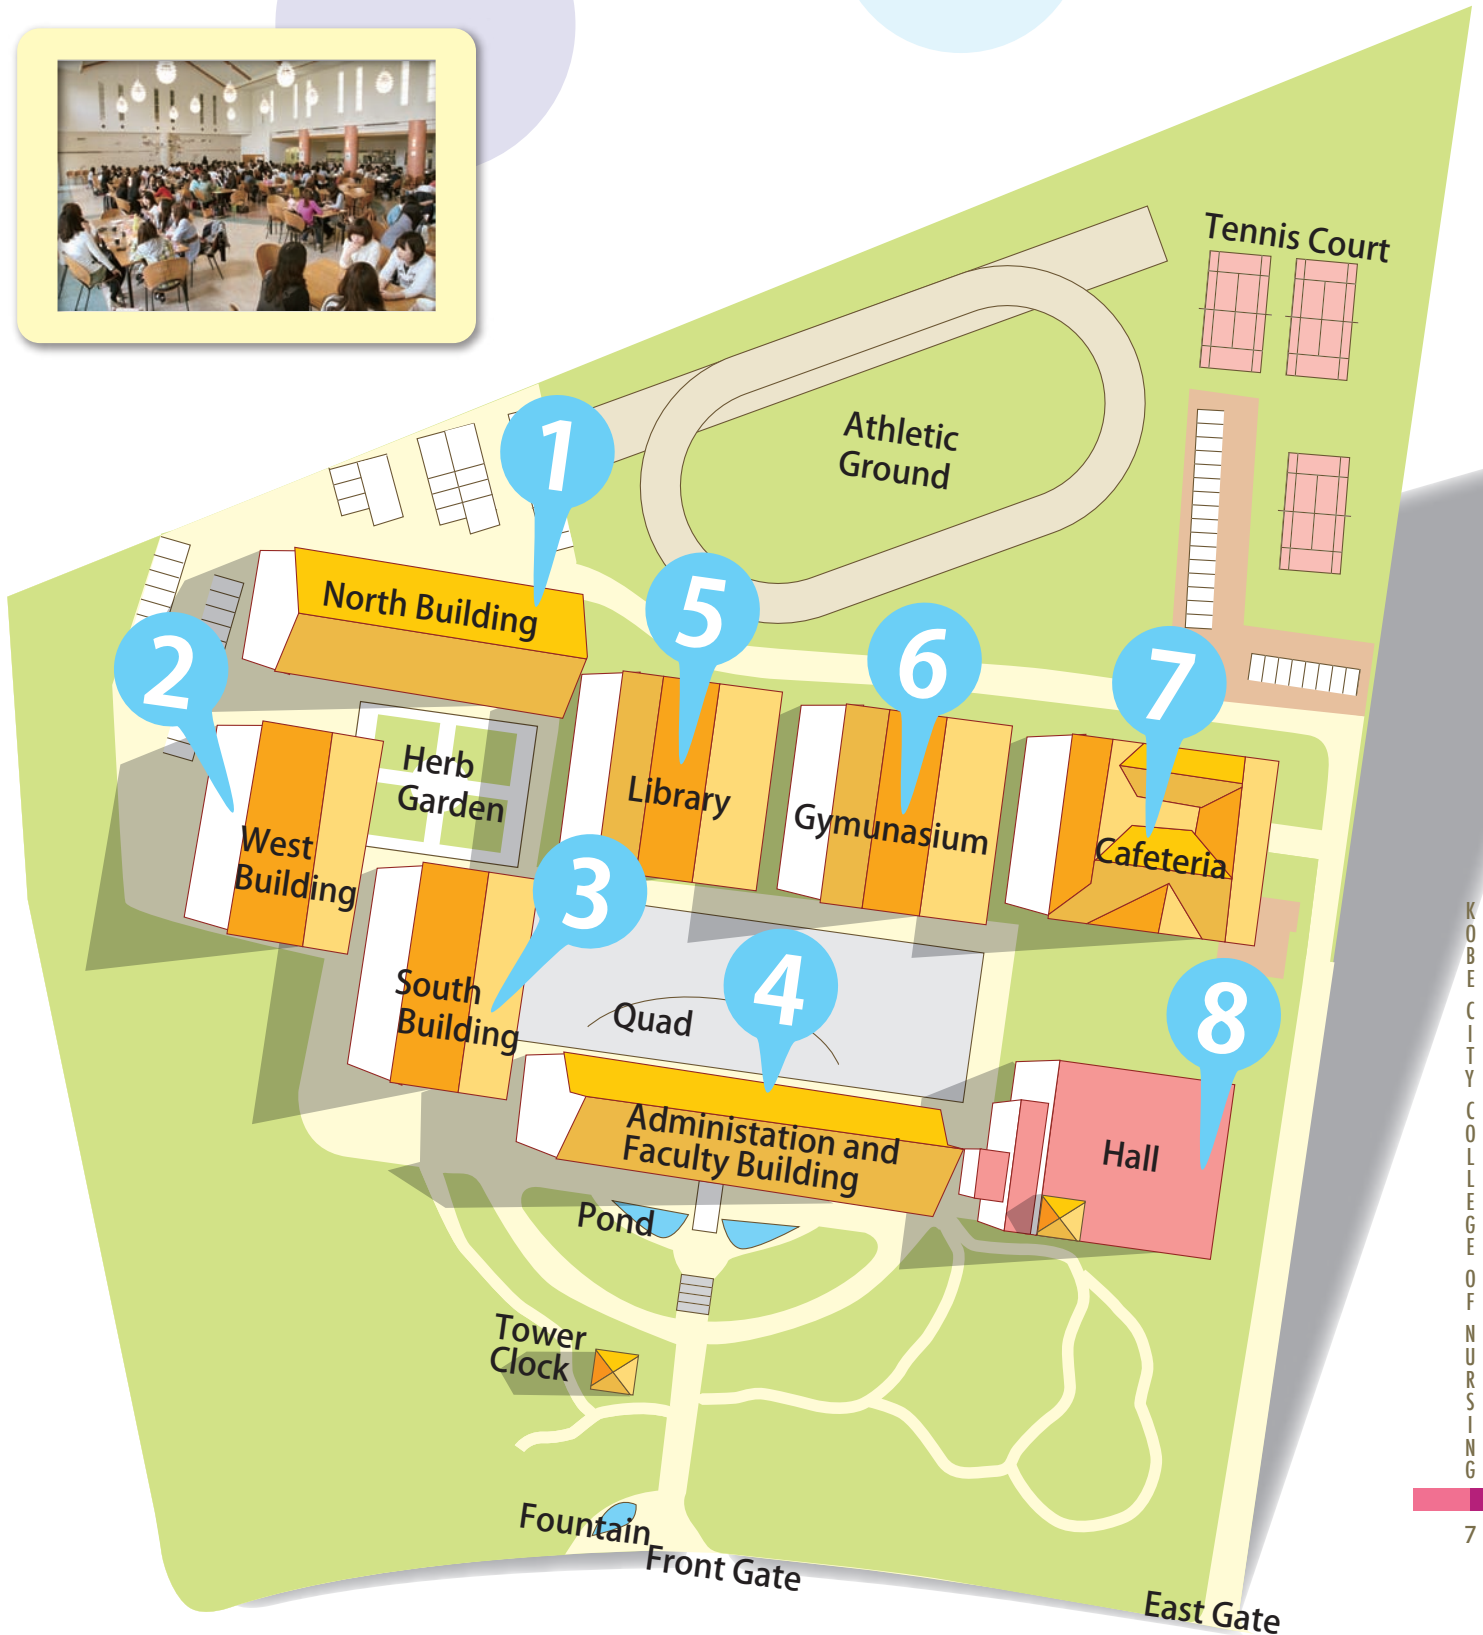 Tennis Court
Athletic
Ground
1
North Building
2
5
6
7
Herb
Garden
Library
Gymunasium
Cafeteria
West
Building
3
South
Building
Quad
4
8
Administation and
Faculty Building
Hall
Pond
Tower
Clock
Fountain
Front Gate
East Gate
KOBE CITY COLLEGE OF NURSING
7